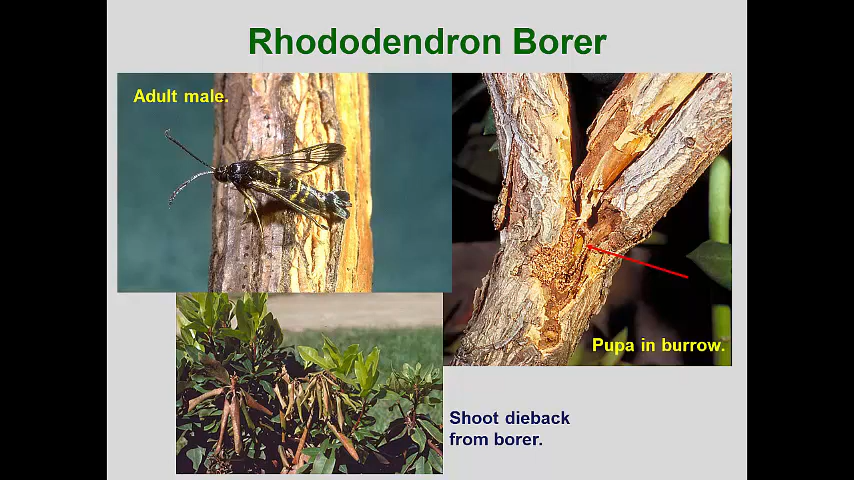 Rhododendron Borer
Adult male.
Pupa in burrow.
Shoot dieback
from borer.